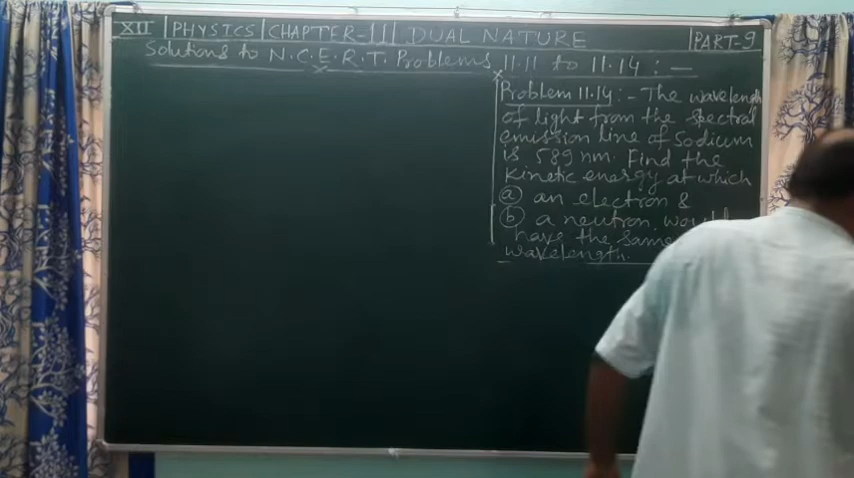 XII PHYSICS CHAPTER-11 DUAL NATURE PART-9
Solutions to N.C.E.R.T. Problems 11.11 to 11.14 :-
Problem 11.14 :- The wavelength
of light from the spectral
emission line of Sodium
is 589 nm. Find the
Kinetic energy at which
(a) an electron &
(b) a neutron
have the same
wavelength.